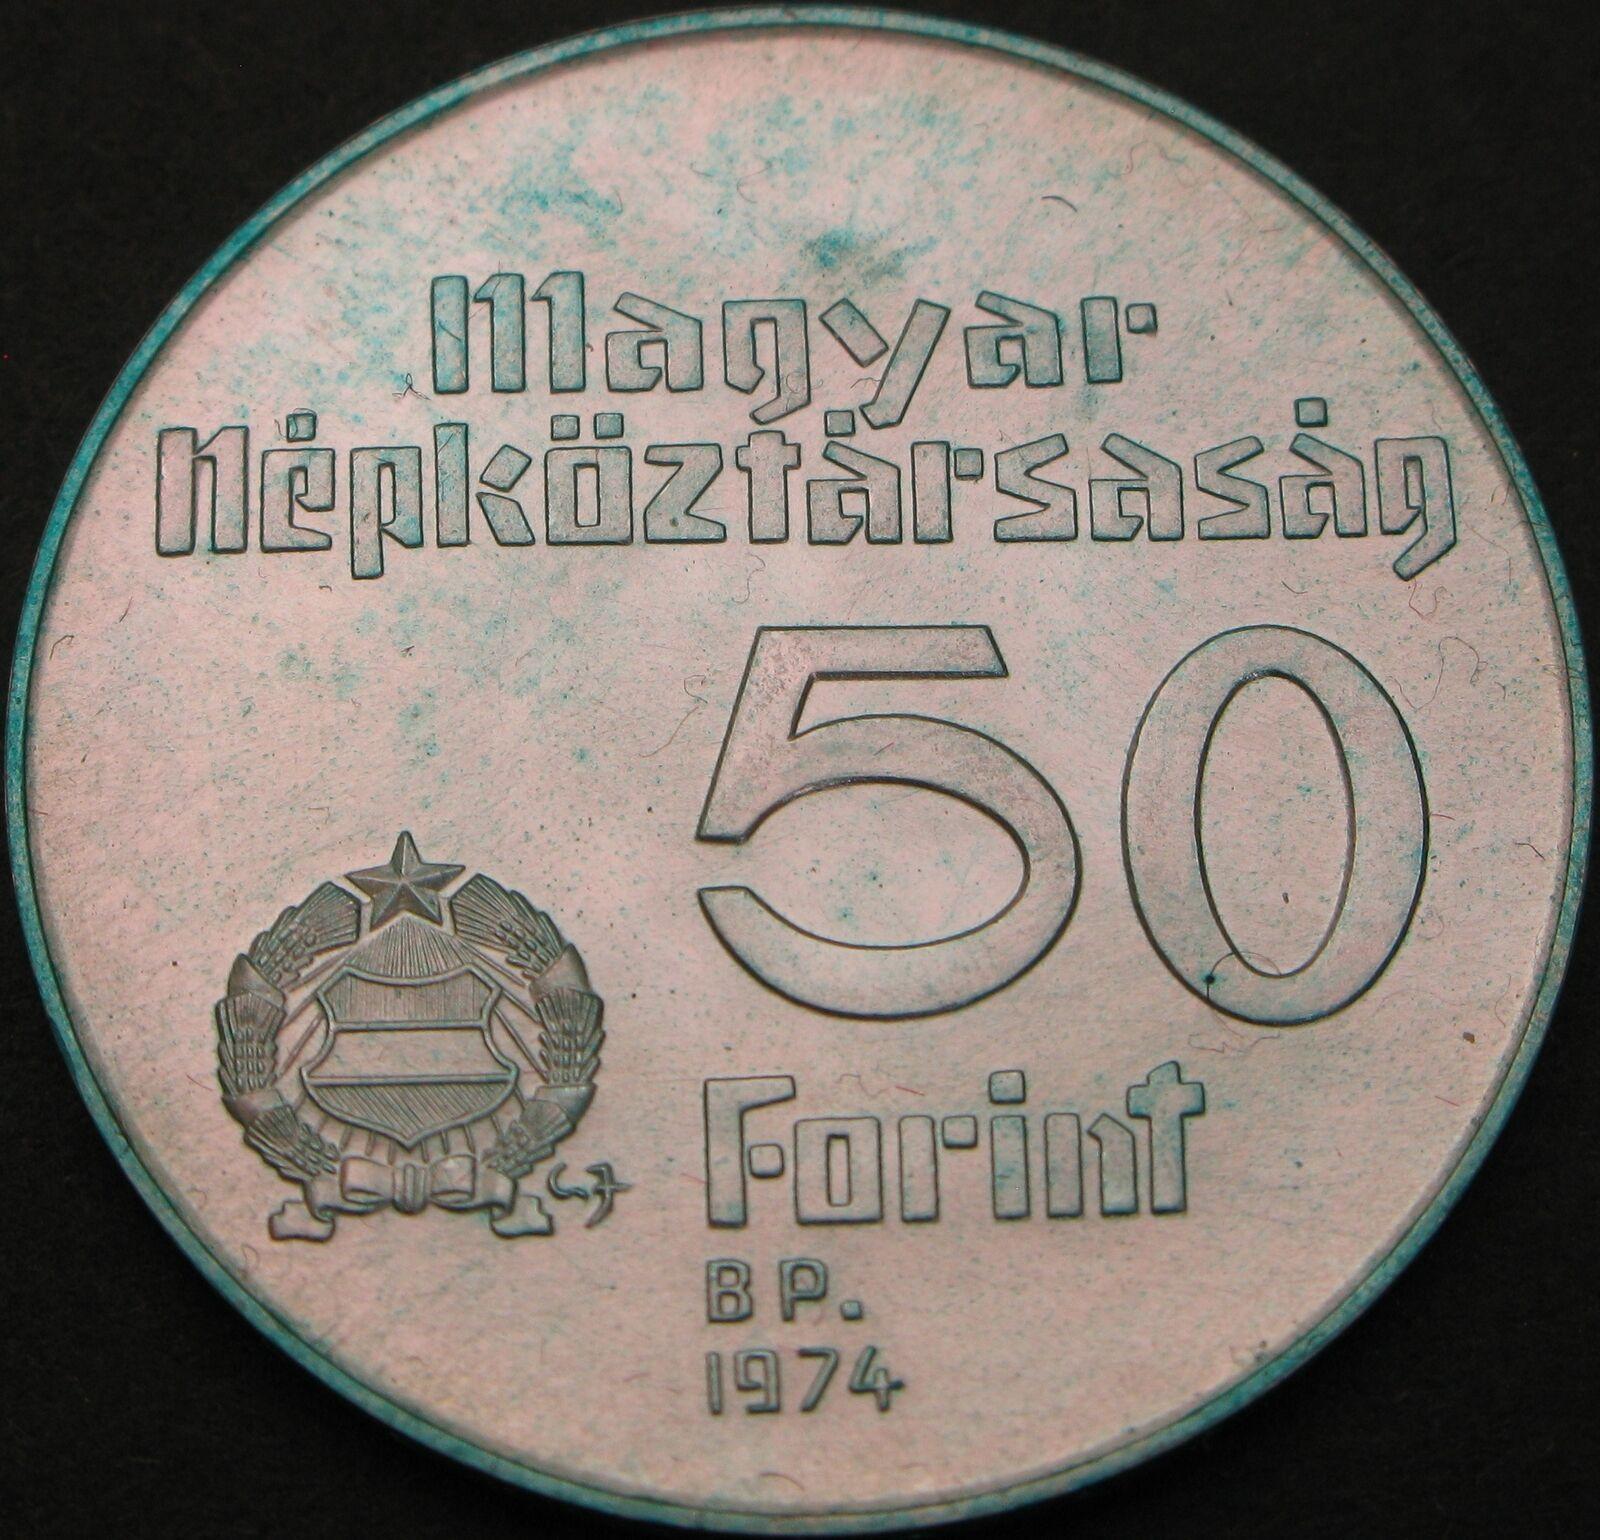 Magyar
Népköztársaság
50
Forint
BP.
1974